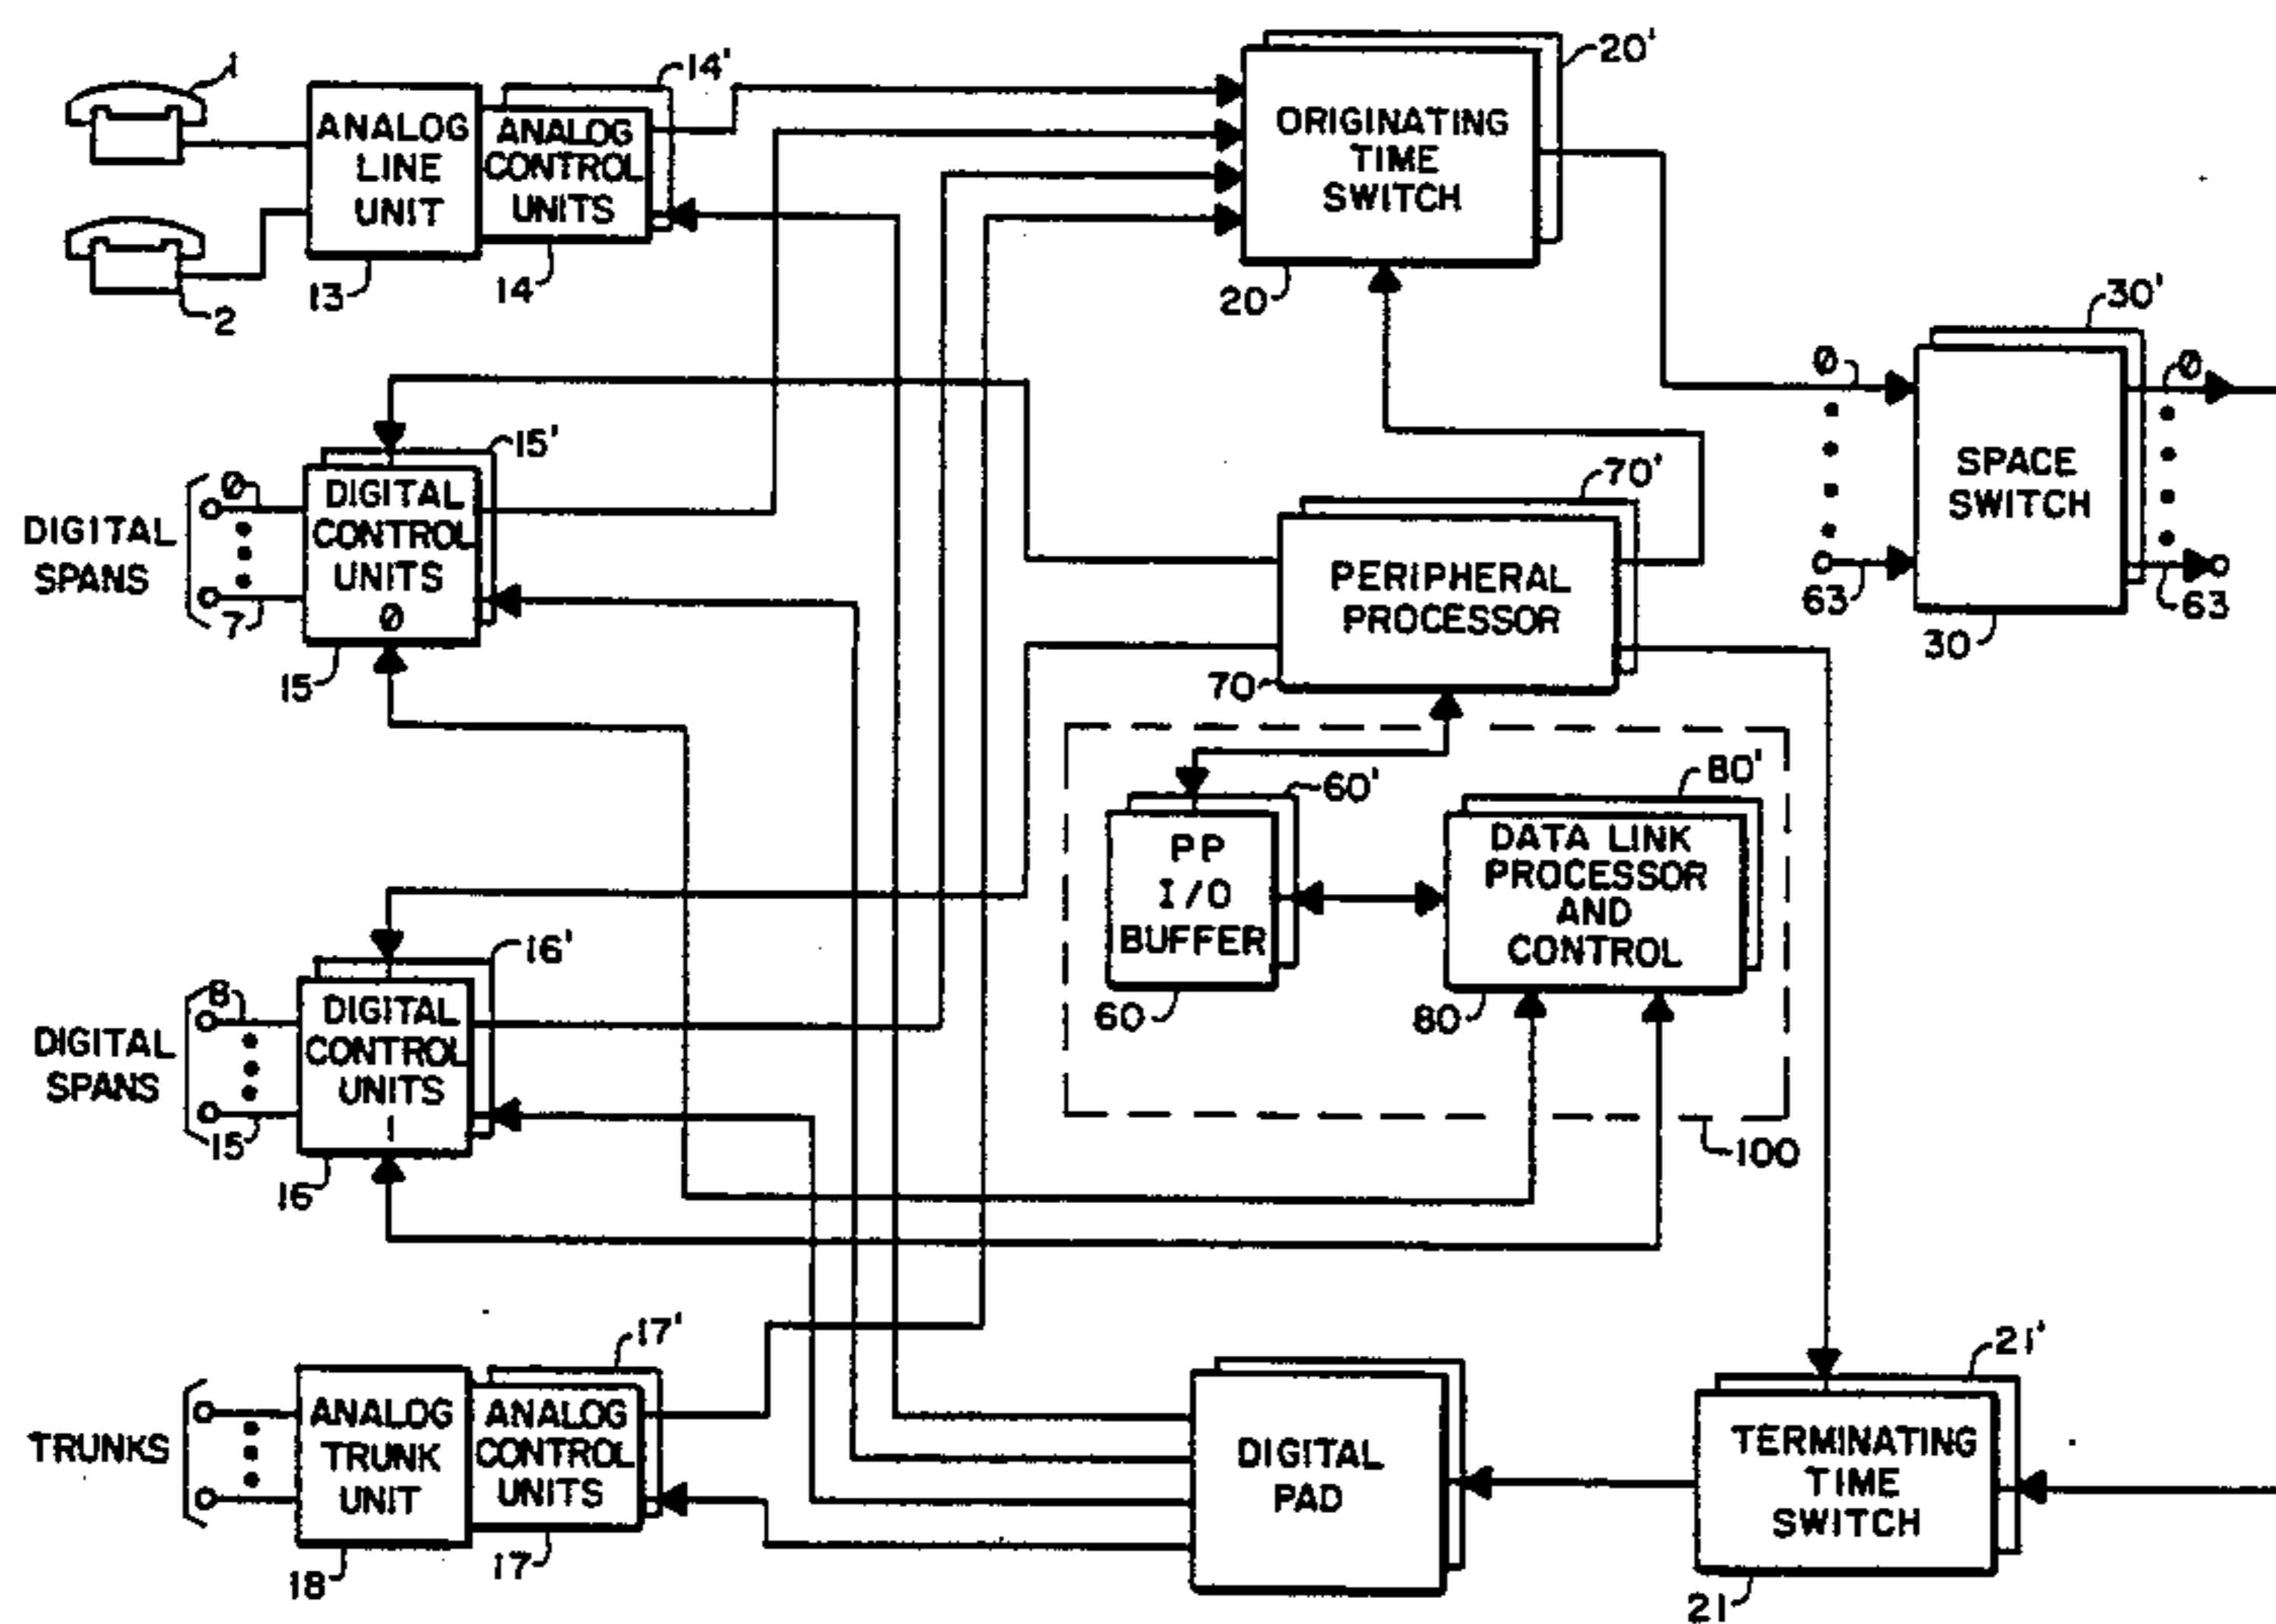 1
2
ANALOG
LINE
UNIT
13
ANALOG
CONTROL
UNITS
14'
14
ORIGINATING
TIME
SWITCH
20'
20
DIGITAL
SPANS
0
7
DIGITAL
CONTROL
UNITS
0
15'
15
PERIPHERAL
PROCESSOR
70'
70
0
63
SPACE
SWITCH
30'
30
0
63
PP
I/O
BUFFER
60'
60
DATA LINK
PROCESSOR
AND
CONTROL
80'
80
100
DIGITAL
SPANS
8
15
DIGITAL
CONTROL
UNITS
1
16'
16
TRUNKS
ANALOG
TRUNK
UNIT
18
ANALOG
CONTROL
UNITS
17'
17
DIGITAL
PAD
TERMINATING
TIME
SWITCH
21'
21